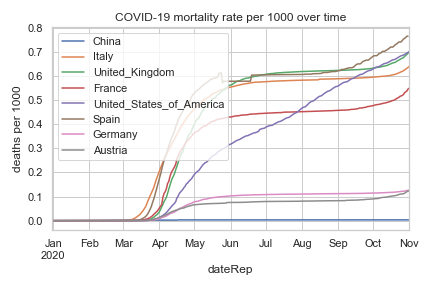 COVID-19 mortality rate per 1000 over time
deaths per 1000
0.8
0.7
0.6
0.5
0.4
0.3
0.2
0.1
0.0
China
Italy
United_Kingdom
France
United_States_of_America
Spain
Germany
Austria
Jan Feb Mar Apr May Jun Jul Aug Sep Oct Nov
2020
dateRep